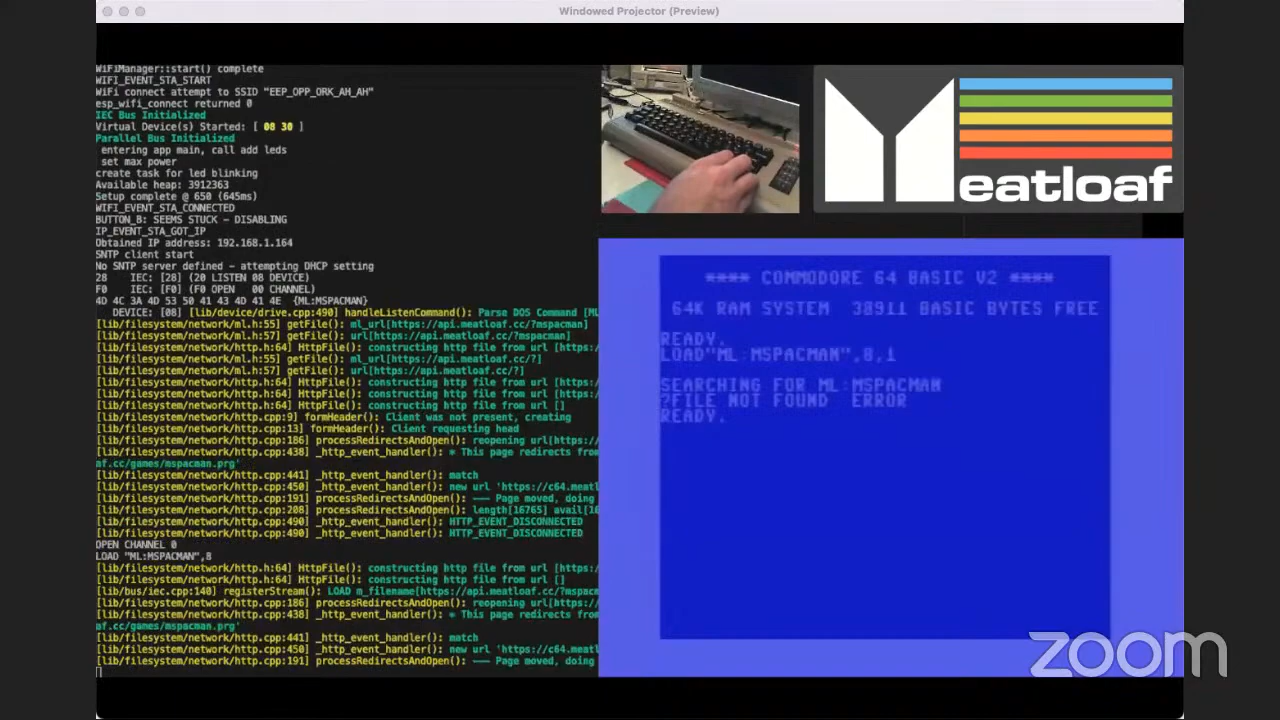 Windowed Projector (Preview)
WiFiManager::start() complete
WIFI_EVENT_STA_START
WiFi connect attempt to SSID "EEP_OPP_ORK_AH_AH"
esp_wifi_connect returned 0
IEC Bus Initialized
Virtual Device(s) Started: [ 08 30 ]
Parallel Bus Initialized
entering app main, call add leds
set max power
create task for led blinking
Available heap: 3912363
Setup complete @ 650 (645ms)
WIFI_EVENT_STA_CONNECTED
BUTTON_B: SEEMS STUCK - DISABLING
IP_EVENT_STA_GOT_IP
Obtained IP address: 192.168.1.164
SNTP client start
No SNTP server defined - attempting DHCP setting
28 IEC: [28] (20 LISTEN 08 DEVICE)
F0 IEC: [F0] (F0 OPEN 00 CHANNEL)
4D 4C 3A 4D 53 50 41 43 4D 41 4E {ML:MSPACMAN}
DEVICE: [08] [lib/device/drive.cpp:490] handleListenCommand(): Parse DOS Command [ML
[lib/filesystem/network/ml.h:55] getFile(): ml_url[https://api.meatloaf.cc/?mspacman]
[lib/filesystem/network/ml.h:57] getFile(): url[https://api.meatloaf.cc/?mspacman]
[lib/filesystem/network/http.h:64] HttpFile(): constructing http file from url [https:/
[lib/filesystem/network/ml.h:55] getFile(): ml_url[https://api.meatloaf.cc/?]
[lib/filesystem/network/ml.h:57] getFile(): url[https://api.meatloaf.cc/?]
[lib/filesystem/network/http.h:64] HttpFile(): constructing http file from url [https:/
[lib/filesystem/network/http.h:64] HttpFile(): constructing http file from url [https:/
[lib/filesystem/network/http.h:64] HttpFile(): constructing http file from url []
[lib/filesystem/network/http.cpp:9] formHeader(): Client was not present, creating
[lib/filesystem/network/http.cpp:13] formHeader(): Client requesting head
[lib/filesystem/network/http.cpp:186] processRedirectsAndOpen(): reopening url[https:/
[lib/filesystem/network/http.cpp:438] _http_event_handler(): * This page redirects from
af.cc/games/mspacman.prg'
[lib/filesystem/network/http.cpp:441] _http_event_handler(): match
[lib/filesystem/network/http.cpp:450] _http_event_handler(): new url 'https://c64.meatl
[lib/filesystem/network/http.cpp:191] processRedirectsAndOpen(): --- Page moved, doing
[lib/filesystem/network/http.cpp:208] processRedirectsAndOpen(): length[16765] avail[16
[lib/filesystem/network/http.cpp:490] _http_event_handler(): HTTP_EVENT_DISCONNECTED
[lib/filesystem/network/http.cpp:490] _http_event_handler(): HTTP_EVENT_DISCONNECTED
OPEN CHANNEL 0
LOAD "ML:MSPACMAN",8
[lib/filesystem/network/http.h:64] HttpFile(): constructing http file from url [https:/
[lib/filesystem/network/http.h:64] HttpFile(): constructing http file from url []
[lib/bus/iec.cpp:140] registerStream(): LOAD m_filename[https://api.meatloaf.cc/?mspacm
[lib/filesystem/network/http.cpp:186] processRedirectsAndOpen(): reopening url[https:/
[lib/filesystem/network/http.cpp:438] _http_event_handler(): * This page redirects from
af.cc/games/mspacman.prg'
[lib/filesystem/network/http.cpp:441] _http_event_handler(): match
[lib/filesystem/network/http.cpp:450] _http_event_handler(): new url 'https://c64.meatl
[lib/filesystem/network/http.cpp:191] processRedirectsAndOpen(): --- Page moved, doing
Meatloaf
**** COMMODORE 64 BASIC V2 ****
64K RAM SYSTEM 38911 BASIC BYTES FREE
READY.
LOAD"ML:MSPACMAN",8,1
SEARCHING FOR ML:MSPACMAN
?FILE NOT FOUND ERROR
READY.
zoom